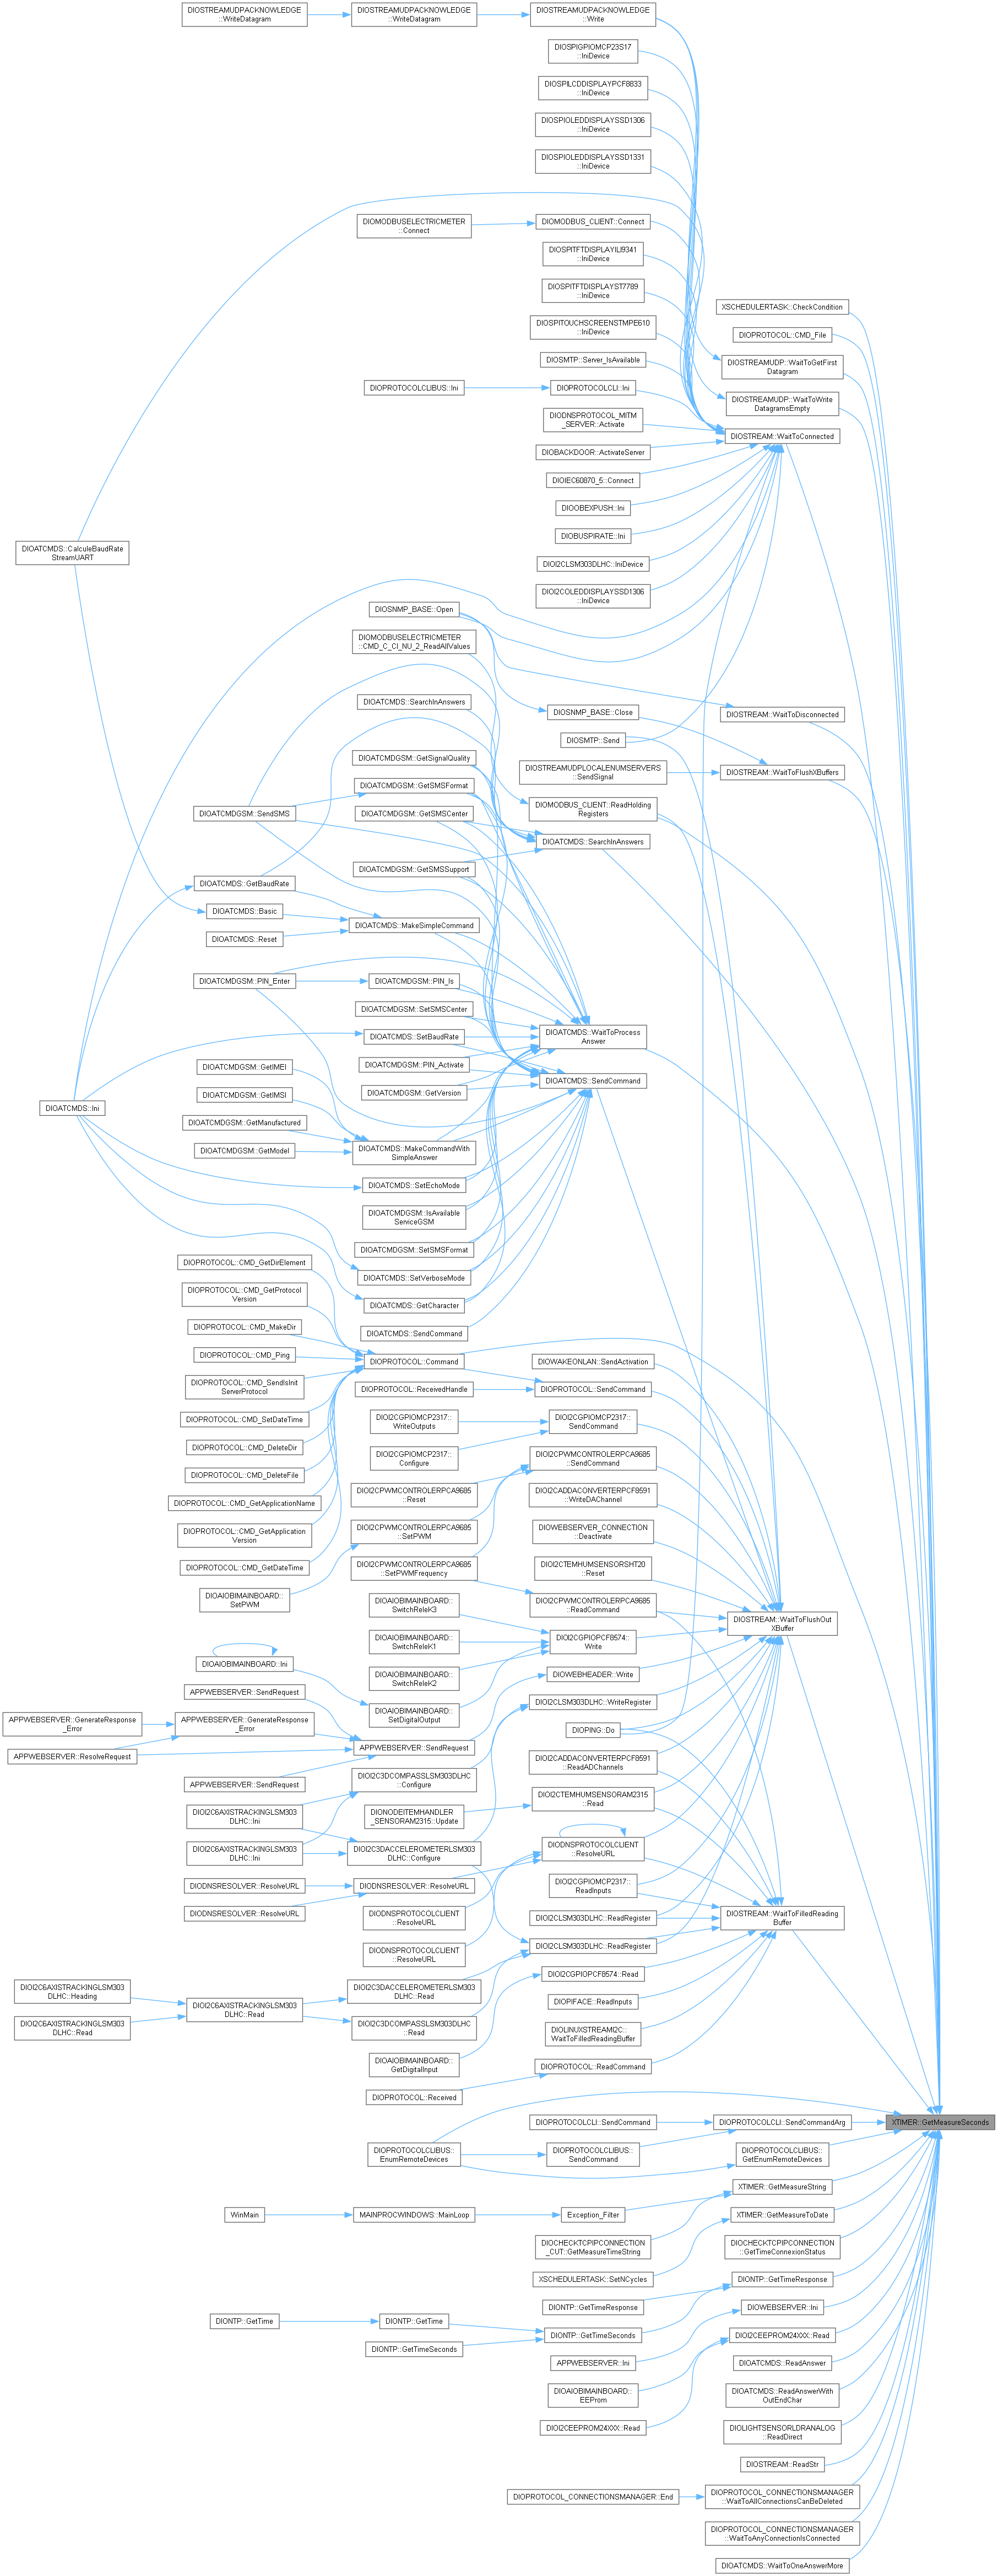 DIOSTREAMUDPACKNOWLEDGE
::WriteDatagram
DIOSTREAMUDPACKNOWLEDGE
::WriteDatagram
DIOSTREAMUDPACKNOWLEDGE
::Write
DIOSPIGPIOMCP23S17
::IniDevice
DIOSPILCDDISPLAYPCF8833
::IniDevice
DIOSPIOLEDDISPLAYSSD1306
::IniDevice
DIOSPIOLEDDISPLAYSSD1331
::IniDevice
DIOMODBUSELECTRICMETER
::Connect
DIOMODBUS_CLIENT::Connect
DIOSPITFTDISPLAYILI9341
::IniDevice
DIOSPITFTDISPLAYST7789
::IniDevice
XSCHEDULERTASK::CheckCondition
DIOSPITOUCHSCREENSTMPE610
::IniDevice
DIOPROTOCOL::CMD_File
DIOSMTP::Server_IsAvailable
DIOSTREAMUDP::WaitToGetFirst
Datagram
DIOPROTOCOLCLIBUS::Ini
DIOPROTOCOLCLI::Ini
DIOSTREAMUDP::WaitToWrite
DatagramsEmpty
DIODNSPROTOCOL_MITM
_SERVER::Activate
DIOSTREAM::WaitToConnected
DIOBACKDOOR::ActivateServer
DIOIEC60870_5::Connect
DIOOBEXPUSH::Ini
DIOBUSPIRATE::Ini
DIOATCMDS::CalculeBaudRate
StreamUART
DIOI2CLSM303DLHC::IniDevice
DIOI2COLEDDISPLAYSSD1306
::IniDevice
DIOSNMP_BASE::Open
DIOMODBUSELECTRICMETER
::CMD_C_CI_NU_2_ReadAllValues
DIOATCMDS::SearchInAnswers
DIOSNMP_BASE::Close
DIOSTREAM::WaitToDisconnected
DIOSMTP::Send
DIOATCMDGSM::GetSignalQuality
DIOSTREAMUDPLOCALENUMSERVERS
::SendSignal
DIOSTREAM::WaitToFlushXBuffers
DIOATCMDGSM::GetSMSFormat
DIOATCMDGSM::SendSMS
DIOATCMDGSM::GetSMSCenter
DIOMODBUS_CLIENT::ReadHolding
Registers
DIOATCMDS::SearchInAnswers
DIOATCMDGSM::GetSMSSupport
DIOATCMDS::GetBaudRate
DIOATCMDS::Basic
DIOATCMDS::MakeSimpleCommand
DIOATCMDS::Reset
DIOATCMDGSM::PIN_Enter
DIOATCMDGSM::PIN_Is
DIOATCMDGSM::SetSMSCenter
DIOATCMDS::WaitToProcess
Answer
DIOATCMDS::SetBaudRate
DIOATCMDGSM::GetIMEI
DIOATCMDGSM::PIN_Activate
DIOATCMDS::SendCommand
DIOATCMDGSM::GetIMSI
DIOATCMDGSM::GetVersion
DIOATCMDS::Ini
DIOATCMDGSM::GetManufactured
DIOATCMDGSM::GetModel
DIOATCMDS::MakeCommandWith
SimpleAnswer
DIOATCMDS::SetEchoMode
DIOATCMDGSM::IsAvailable
ServiceGSM
DIOATCMDGSM::SetSMSFormat
DIOPROTOCOL::CMD_GetDirElement
DIOATCMDS::SetVerboseMode
DIOPROTOCOL::CMD_GetProtocol
Version
DIOATCMDS::GetCharacter
DIOPROTOCOL::CMD_MakeDir
DIOATCMDS::SendCommand
DIOPROTOCOL::CMD_Ping
DIOPROTOCOL::Command
DIOWAKEONLAN::SendActivation
DIOPROTOCOL::CMD_SendIsInit
ServerProtocol
DIOPROTOCOL::ReceivedHandle
DIOPROTOCOL::SendCommand
DIOPROTOCOL::CMD_SetDateTime
DIOI2CGPIOMCP2317::
WriteOutputs
DIOI2CGPIOMCP2317::
SendCommand
DIOPROTOCOL::CMD_DeleteDir
DIOI2CGPIOMCP2317::
Configure
DIOI2CPWMCONTROLERPCA9685
::SendCommand
DIOPROTOCOL::CMD_DeleteFile
DIOI2CPWMCONTROLERPCA9685
::Reset
DIOI2CADDACONVERTERPCF8591
::WriteDAChannel
DIOPROTOCOL::CMD_GetApplicationName
DIOPROTOCOL::CMD_GetApplication
Version
DIOI2CPWMCONTROLERPCA9685
::SetPWM
DIOWEBSERVER_CONNECTION
::Deactivate
DIOPROTOCOL::CMD_GetDateTime
DIOI2CPWMCONTROLERPCA9685
::SetPWMFrequency
DIOI2CTEMHUMSENSORSHT20
::Reset
DIOAIOBIMAINBOARD::
SetPWM
DIOAIOBIMAINBOARD::
SwitchReleK3
DIOI2CPWMCONTROLERPCA9685
::ReadCommand
DIOSTREAM::WaitToFlushOut
XBuffer
DIOAIOBIMAINBOARD::
SwitchReleK1
DIOI2CGPIOPCF8574::
Write
DIOAIOBIMAINBOARD::Ini
DIOAIOBIMAINBOARD::
SwitchReleK2
DIOWEBHEADER::Write
APPWEBSERVER::SendRequest
DIOAIOBIMAINBOARD::
SetDigitalOutput
DIOI2CLSM303DLHC::WriteRegister
APPWEBSERVER::GenerateResponse
_Error
APPWEBSERVER::GenerateResponse
_Error
DIOPING::Do
APPWEBSERVER::ResolveRequest
APPWEBSERVER::SendRequest
DIOI2CADDACONVERTERPCF8591
::ReadADChannels
APPWEBSERVER::SendRequest
DIOI2C3DCOMPASSLSM303DLHC
::Configure
DIOI2CTEMHUMSENSORAM2315
::Read
DIOI2C6AXISTRACKINGLSM303
DLHC::Ini
DIONODEITEMHANDLER
_SENSORAM2315::Update
DIOI2C6AXISTRACKINGLSM303
DLHC::Ini
DIOI2C3DACCELEROMETERLSM303
DLHC::Configure
DIODNSPROTOCOLCLIENT
::ResolveURL
DIODNSRESOLVER::ResolveURL
DIODNSRESOLVER::ResolveURL
DIOI2CGPIOMCP2317::
ReadInputs
DIODNSRESOLVER::ResolveURL
DIODNSPROTOCOLCLIENT
::ResolveURL
DIOI2CLSM303DLHC::ReadRegister
DIOSTREAM::WaitToFilledReading
Buffer
DIODNSPROTOCOLCLIENT
::ResolveURL
DIOI2CLSM303DLHC::ReadRegister
DIOI2CGPIOPCF8574::Read
DIOI2C6AXISTRACKINGLSM303
DLHC::Heading
DIOI2C6AXISTRACKINGLSM303
DLHC::Read
DIOI2C3DACCELEROMETERLSM303
DLHC::Read
DIOPIFACE::ReadInputs
DIOI2C6AXISTRACKINGLSM303
DLHC::Read
DIOI2C3DCOMPASSLSM303DLHC
::Read
DIOLINUXSTREAMI2C::
WaitToFilledReadingBuffer
DIOAIOBIMAINBOARD::
GetDigitalInput
DIOPROTOCOL::ReadCommand
DIOPROTOCOL::Received
DIOPROTOCOLCLI::SendCommand
DIOPROTOCOLCLI::SendCommandArg
XTIMER::GetMeasureSeconds
DIOPROTOCOLCLIBUS::
EnumRemoteDevices
DIOPROTOCOLCLIBUS::
SendCommand
DIOPROTOCOLCLIBUS::
GetEnumRemoteDevices
XTIMER::GetMeasureString
WinMain
MAINPROCWINDOWS::MainLoop
Exception_Filter
XTIMER::GetMeasureToDate
DIOCHECKTCPIPCONNECTION
_CUT::GetMeasureTimeString
DIOCHECKTCPIPCONNECTION
::GetTimeConnexionStatus
XSCHEDULERTASK::SetNCycles
DIONTP::GetTimeResponse
DIONTP::GetTimeResponse
DIOWEBSERVER::Ini
DIONTP::GetTime
DIONTP::GetTime
DIONTP::GetTimeSeconds
DIOI2CEEPROM24XXX::Read
DIONTP::GetTimeSeconds
APPWEBSERVER::Ini
DIOATCMDS::ReadAnswer
DIOAIOBIMAINBOARD::
EEProm
DIOATCMDS::ReadAnswerWith
OutEndChar
DIOI2CEEPROM24XXX::Read
DIOLIGHTSENSORLDRANALOG
::ReadDirect
DIOSTREAM::ReadStr
DIOPROTOCOL_CONNECTIONSMANAGER::End
DIOPROTOCOL_CONNECTIONSMANAGER
::WaitToAllConnectionsCanBeDeleted
DIOPROTOCOL_CONNECTIONSMANAGER
::WaitToAnyConnectionIsConnected
DIOATCMDS::WaitToOneAnswerMore